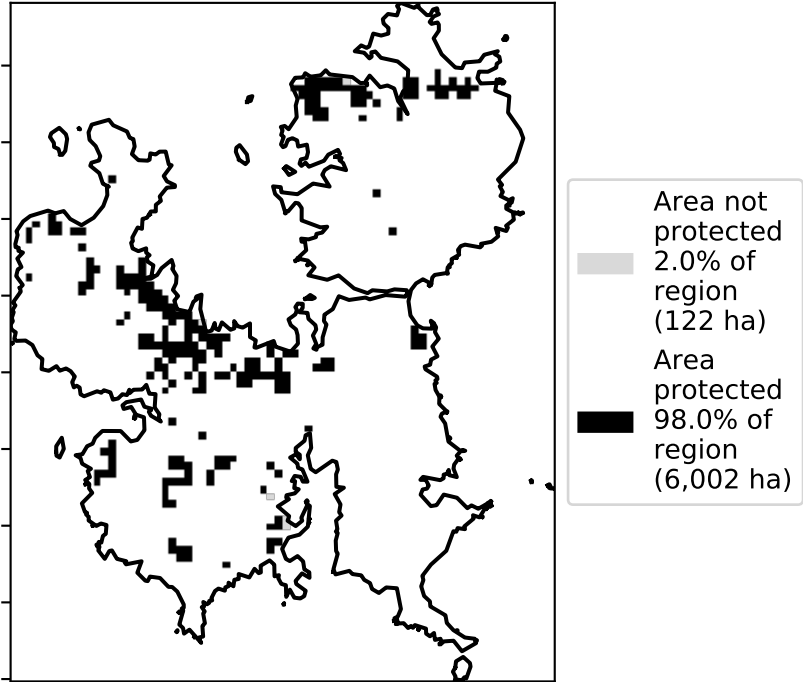 Area not
protected
2.0% of
region
(122 ha)
Area
protected
98.0% of
region
(6,002 ha)